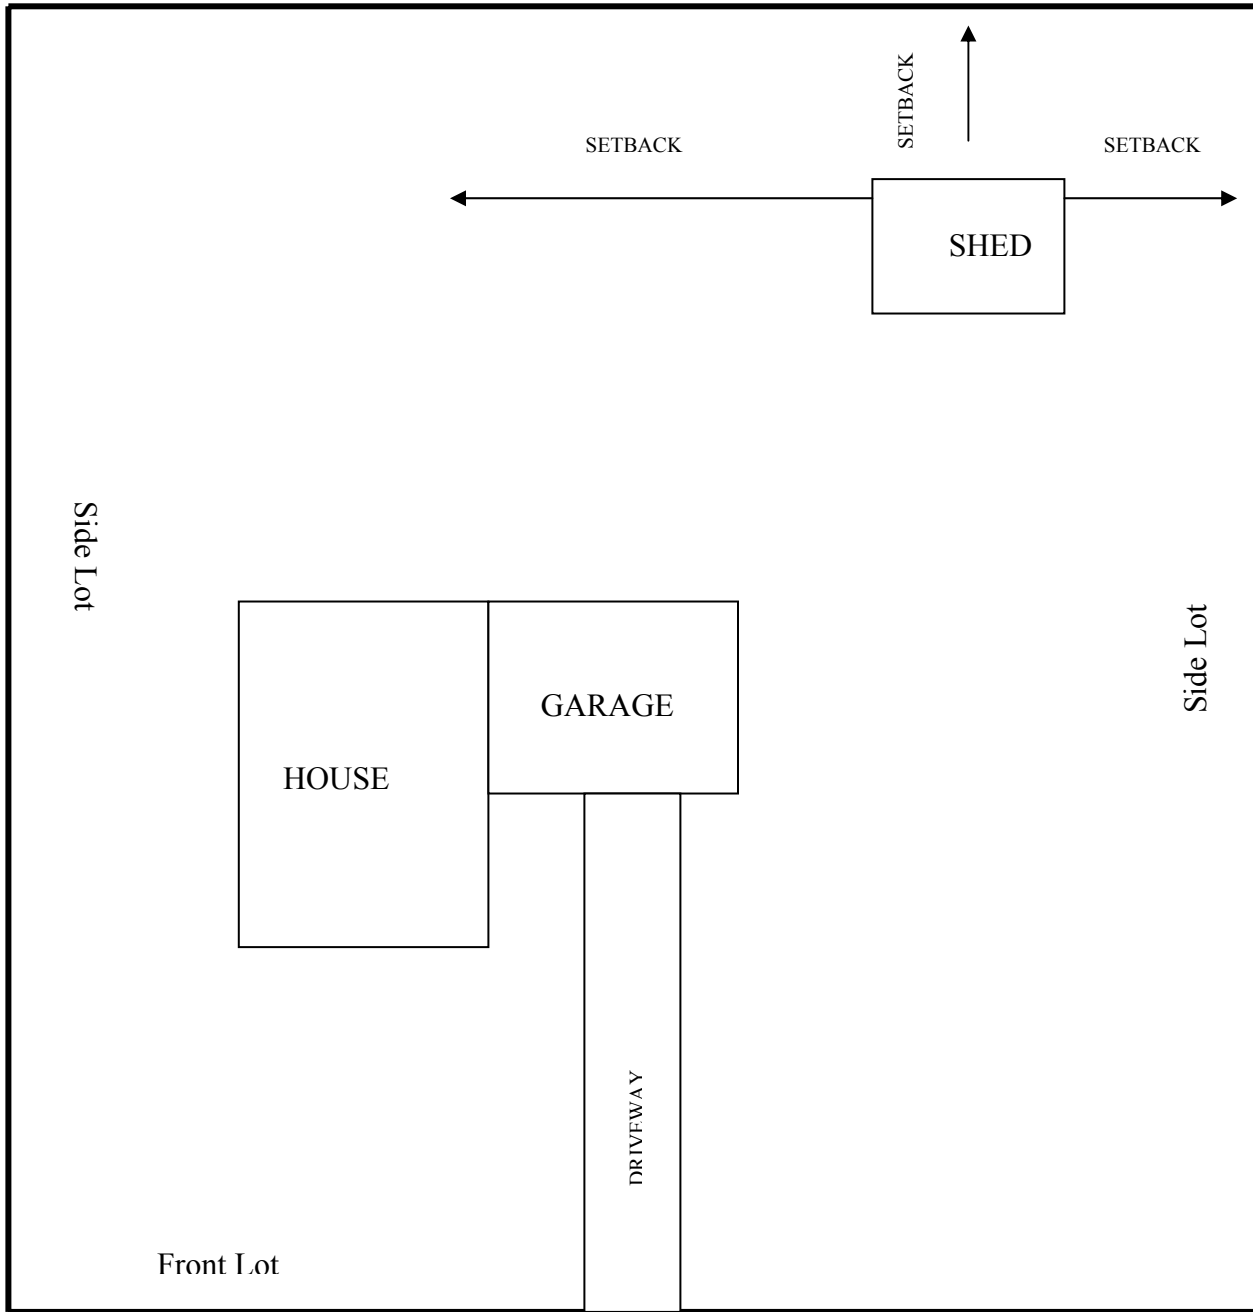 SETBACK
SETBACK
SETBACK
SHED
Side Lot
Side Lot
GARAGE
HOUSE
DRIVEWAY
Front Lot